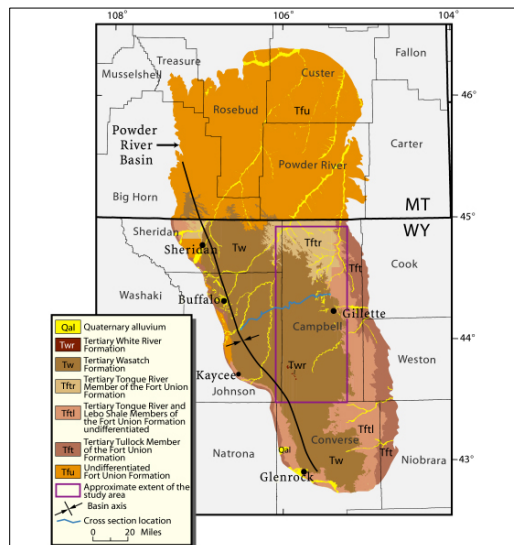 108°
106°
104°
Treasure
Musselshell
Custer
Fallon
46°
Rosebud
Tfu
Powder
River
Basin
Powder River
Carter
Big Horn
MT
45°
WY
Sheridan
Tftr
Tw
Sheridan
Tft
Cook
Washaki
Buffalo
Gillette
Campbell
44°
Weston
Twr
Kaycee
Johnson
Tftl
Natrona
Qal
Converse
Tft
Tw
Niobrara
43°
Glenrock
Qal Quaternary alluvium
Twr Tertiary White River
Formation
Tw Tertiary Wasatch
Formation
Tftr Tertiary Tongue River
Member of the Fort Union
Formation
Tftl Tertiary Tongue River and
Lebo Shale Members of
the Fort Union Formation
undifferentiated
Tft Tertiary Tullock Member
of the Fort Union
Formation
Tfu Undifferentiated
Fort Union Formation
Approximate extent of the
study area
Basin axis
Cross section location
0 20
Miles